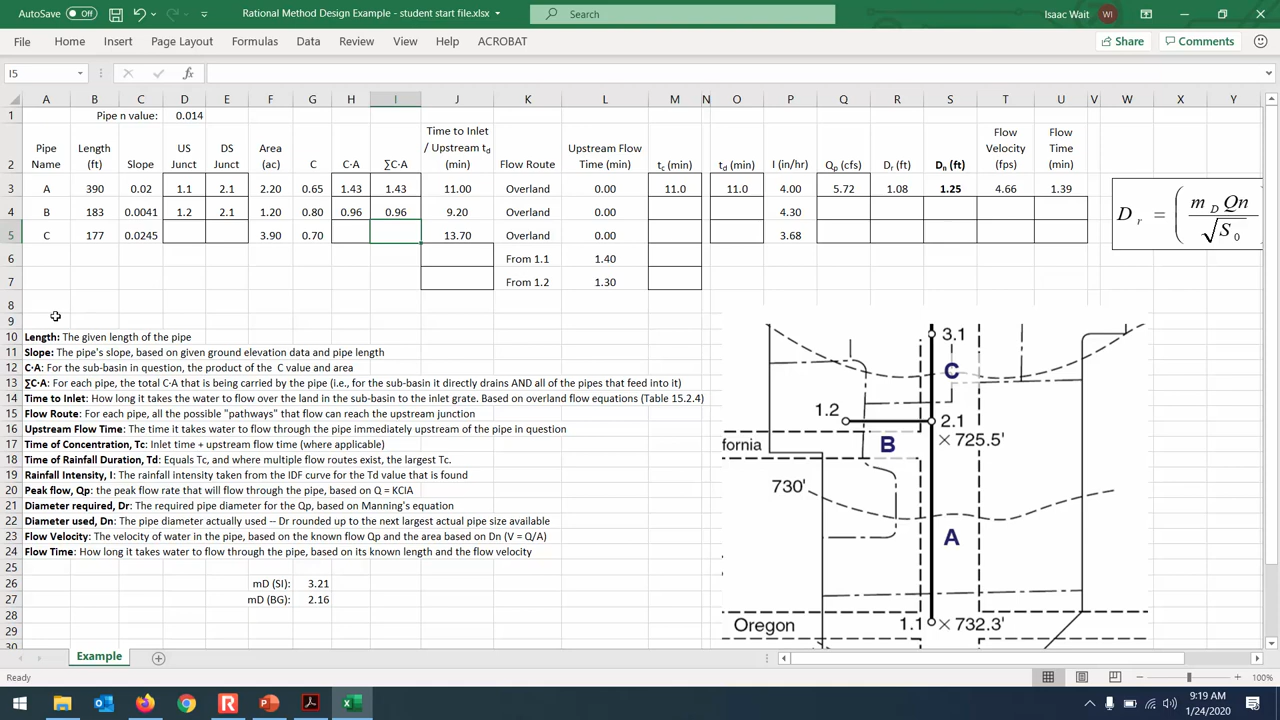 AutoSave Off Rational Method Design Example - student start file.xlsx Search Isaac Wait IW
File Home Insert Page Layout Formulas Data Review View Help ACROBAT Share Comments
I5 fx
A B C D E F G H I J K L M N O P Q R S T U V W X Y
1 Pipe n value: 0.014
2 Pipe Name Length (ft) Slope US Junct DS Junct Area (ac) C C·A ∑C·A Time to Inlet / Upstream td (min) Flow Route Upstream Flow Time (min) tc (min) td (min) I (in/hr) Qp (cfs) Dr (ft) Dn (ft) Flow Velocity (fps) Flow Time (min)
3 A 390 0.02 1.1 2.1 2.20 0.65 1.43 1.43 11.00 Overland 0.00 11.0 11.0 4.00 5.72 1.08 1.25 4.66 1.39
4 B 183 0.0041 1.2 2.1 1.20 0.80 0.96 0.96 9.20 Overland 0.00 4.30
5 C 177 0.0245 3.90 0.70 13.70 Overland 0.00 3.68
6 From 1.1 1.40
7 From 1.2 1.30
D r = ( m D Qn / √S 0
8
9
10 Length: The given length of the pipe
11 Slope: The pipe's slope, based on given ground elevation data and pipe length
12 C·A: For the sub-basin in question, the product of the C value and area
13 ∑C·A: For each pipe, the total C·A that is being carried by the pipe (i.e., for the sub-basin it directly drains AND all of the pipes that feed into it)
14 Time to Inlet: How long it takes the water to flow over the land in the sub-basin to the inlet grate. Based on overland flow equations (Table 15.2.4)
15 Flow Route: For each pipe, all the possible "pathways" that flow can reach the upstream junction
16 Upstream Flow Time: The time it takes water to flow through the pipe immediately upstream of the pipe in question
17 Time of Concentration, Tc: Inlet time + upstream flow time (where applicable)
18 Time of Rainfall Duration, Td: Equals Tc, and where multiple flow routes exist, the largest Tc.
19 Rainfall Intensity, I: The rainfall intensity taken from the IDF curve for the Td value that is found
20 Peak flow, Qp: the peak flow rate that will flow through the pipe, based on Q = KCIA
21 Diameter required, Dr: The required pipe diameter for the Qp, based on Manning's equation
22 Diameter used, Dn: The pipe diameter actually used – Dr rounded up to the next largest actual pipe size available
23 Flow Velocity: The velocity of water in the pipe, based on the known flow Qp and the area based on Dn (V = Q/A)
24 Flow Time: How long it takes water to flow through the pipe, based on its known length and the flow velocity
25
26 mD (SI): 3.21
27 mD (BG): 2.16
28
29
3.1
C
1.2
2.1
× 725.5'
fornia
B
730'
A
Oregon
1.1 × 732.3'
Example
Ready 100%
9:19 AM
1/24/2020